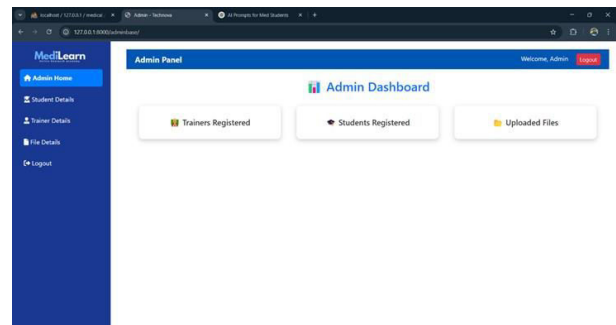 localhost / 127.0.0.1 / medical
Admin - Technowa
AI Prompts for Med Students
127.0.0.1:8000/adminbase/
MediLearn
Admin Panel
Welcome, Admin
Logout
Admin Home
Student Details
Trainer Details
File Details
Logout
Admin Dashboard
Trainers Registered
Students Registered
Uploaded Files